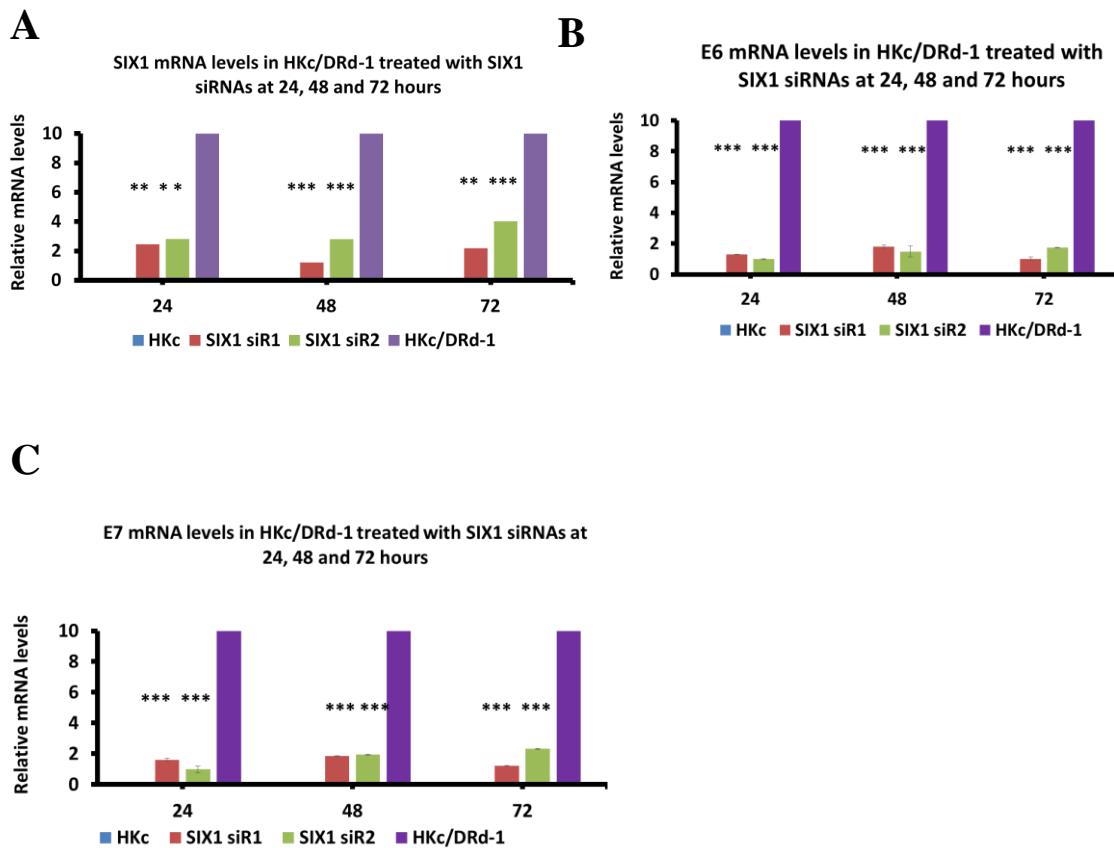 A
SIX1 mRNA levels in HKc/DRd-1 treated with SIX1
siRNAs at 24, 48 and 72 hours
Relative mRNA levels
10
8
6
4
2
0
** * *
*** ***
** ***
24
48
72
HKc SIX1 siR1 SIX1 siR2 HKc/DRd-1
B
E6 mRNA levels in HKc/DRd-1 treated with
SIX1 siRNAs at 24, 48 and 72 hours
Relative mRNA levels
10
8
6
4
2
0
*** ***
*** ***
*** ***
24
48
72
HKc SIX1 siR1 SIX1 siR2 HKc/DRd-1
C
E7 mRNA levels in HKc/DRd-1 treated with SIX1 siRNAs at
24, 48 and 72 hours
Relative mRNA levels
10
8
6
4
2
0
*** ***
*** ***
*** ***
24
48
72
HKc SIX1 siR1 SIX1 siR2 HKc/DRd-1